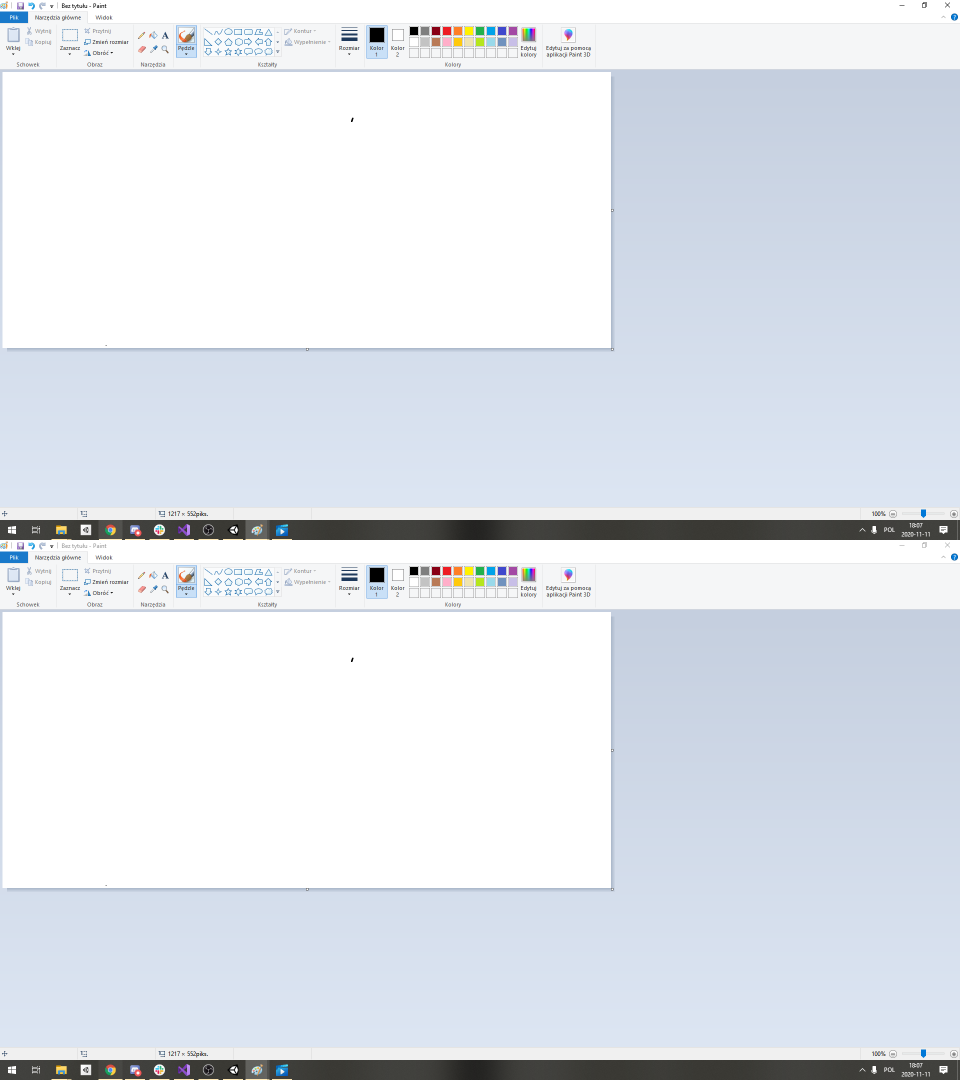 Bez tytułu - Paint
Plik Narzędzia główne Widok
Wklej Wytnij Kopiuj Schowek
Zaznacz Przytnij Zmień rozmiar Obróć Obraz
A Narzędzia
Pędzle
Kontur Wypełnienie Kształty
Rozmiar
Kolor 1 Kolor 2 Edytuj kolory Kolory
Edytuj za pomocą aplikacji Paint 3D
1217 × 552piks. 100%
POL 18:07
2020-11-11
Bez tytułu - Paint
Plik Narzędzia główne Widok
Wklej Wytnij Kopiuj Schowek
Zaznacz Przytnij Zmień rozmiar Obróć Obraz
A Narzędzia
Pędzle
Kontur Wypełnienie Kształty
Rozmiar
Kolor 1 Kolor 2 Edytuj kolory Kolory
Edytuj za pomocą aplikacji Paint 3D
1217 × 552piks. 100%
POL 18:07
2020-11-11